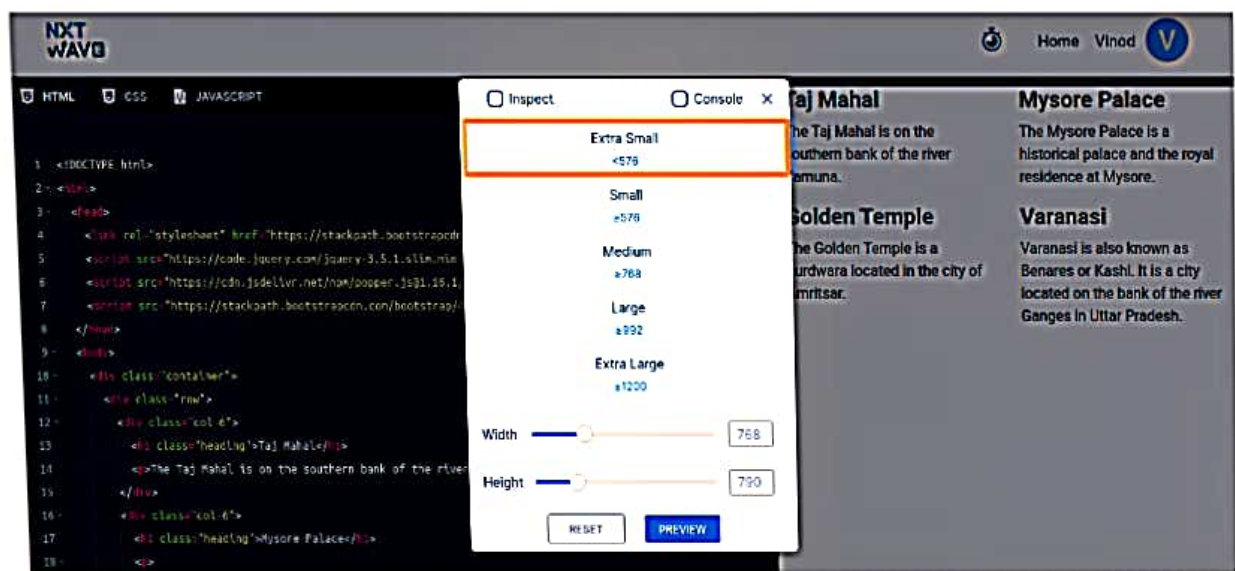 NXT
WAVE
Home Vinod V
HTML CSS JAVASCRIPT
1 <!DOCTYPE html>
2 <html>
3 <head>
4 <link rel="stylesheet" href="https://stackpath.bootstrapcdn
5 <script src="https://code.jquery.com/jquery-3.5.1.slim.min
6 <script src="https://cdn.jsdelivr.net/npm/popper.js@1.16.1,
7 <script src="https://stackpath.bootstrapcdn.com/bootstrap/
8 </head>
9 <body>
10 <div class="container">
11 <div class="row">
12 <div class="col-6">
13 <h1 class="heading">Taj Mahal</h1>
14 <p>The Taj Mahal is on the southern bank of the river
15 </div>
16 <div class="col-6">
17 <h1 class="heading">Mysore Palace</h1>
18 <p>
Inspect Console ×
Extra Small
<576
Small
≥576
Medium
≥768
Large
≥992
Extra Large
≥1200
Width 768
Height 790
RESET PREVIEW
Taj Mahal
he Taj Mahal is on the
outhern bank of the river
amuna.
Golden Temple
he Golden Temple is a
urdwara located in the city of
mritsar.
Mysore Palace
The Mysore Palace is a
historical palace and the royal
residence at Mysore.
Varanasi
Varanasi is also known as
Benares or Kashi. It is a city
located on the bank of the river
Ganges in Uttar Pradesh.